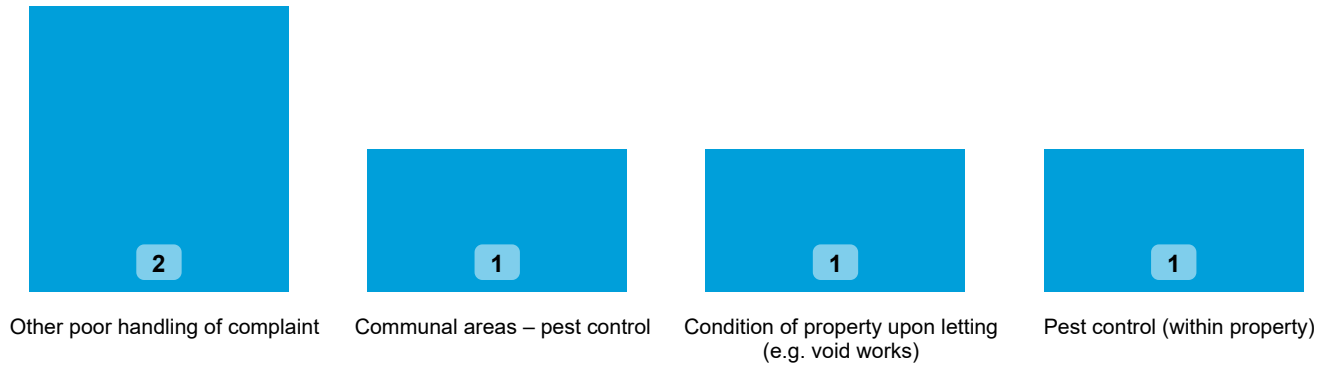 2
1
1
1
Other poor handling of complaint
Communal areas – pest control
Condition of property upon letting
(e.g. void works)
Pest control (within property)